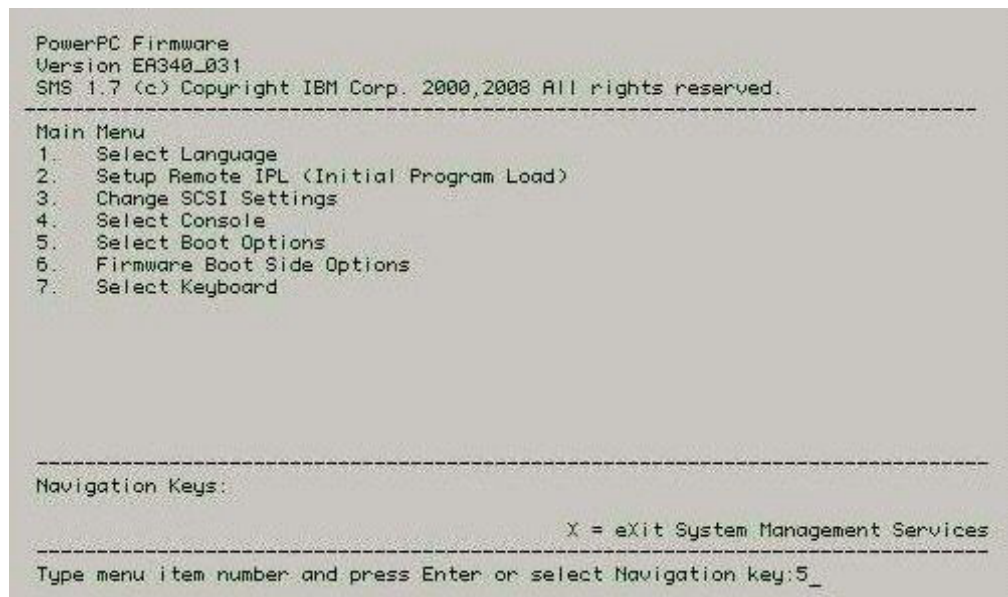 PowerPC Firmware
Version EA340_031
SMS 1.7 (c) Copyright IBM Corp. 2000,2008 All rights reserved.
-------------------------------------------------------------------------------
Main Menu
1. Select Language
2. Setup Remote IPL (Initial Program Load)
3. Change SCSI Settings
4. Select Console
5. Select Boot Options
6. Firmware Boot Side Options
7. Select Keyboard
-------------------------------------------------------------------------------
Navigation Keys:
X = eXit System Management Services
-------------------------------------------------------------------------------
Type menu item number and press Enter or select Navigation key:5_